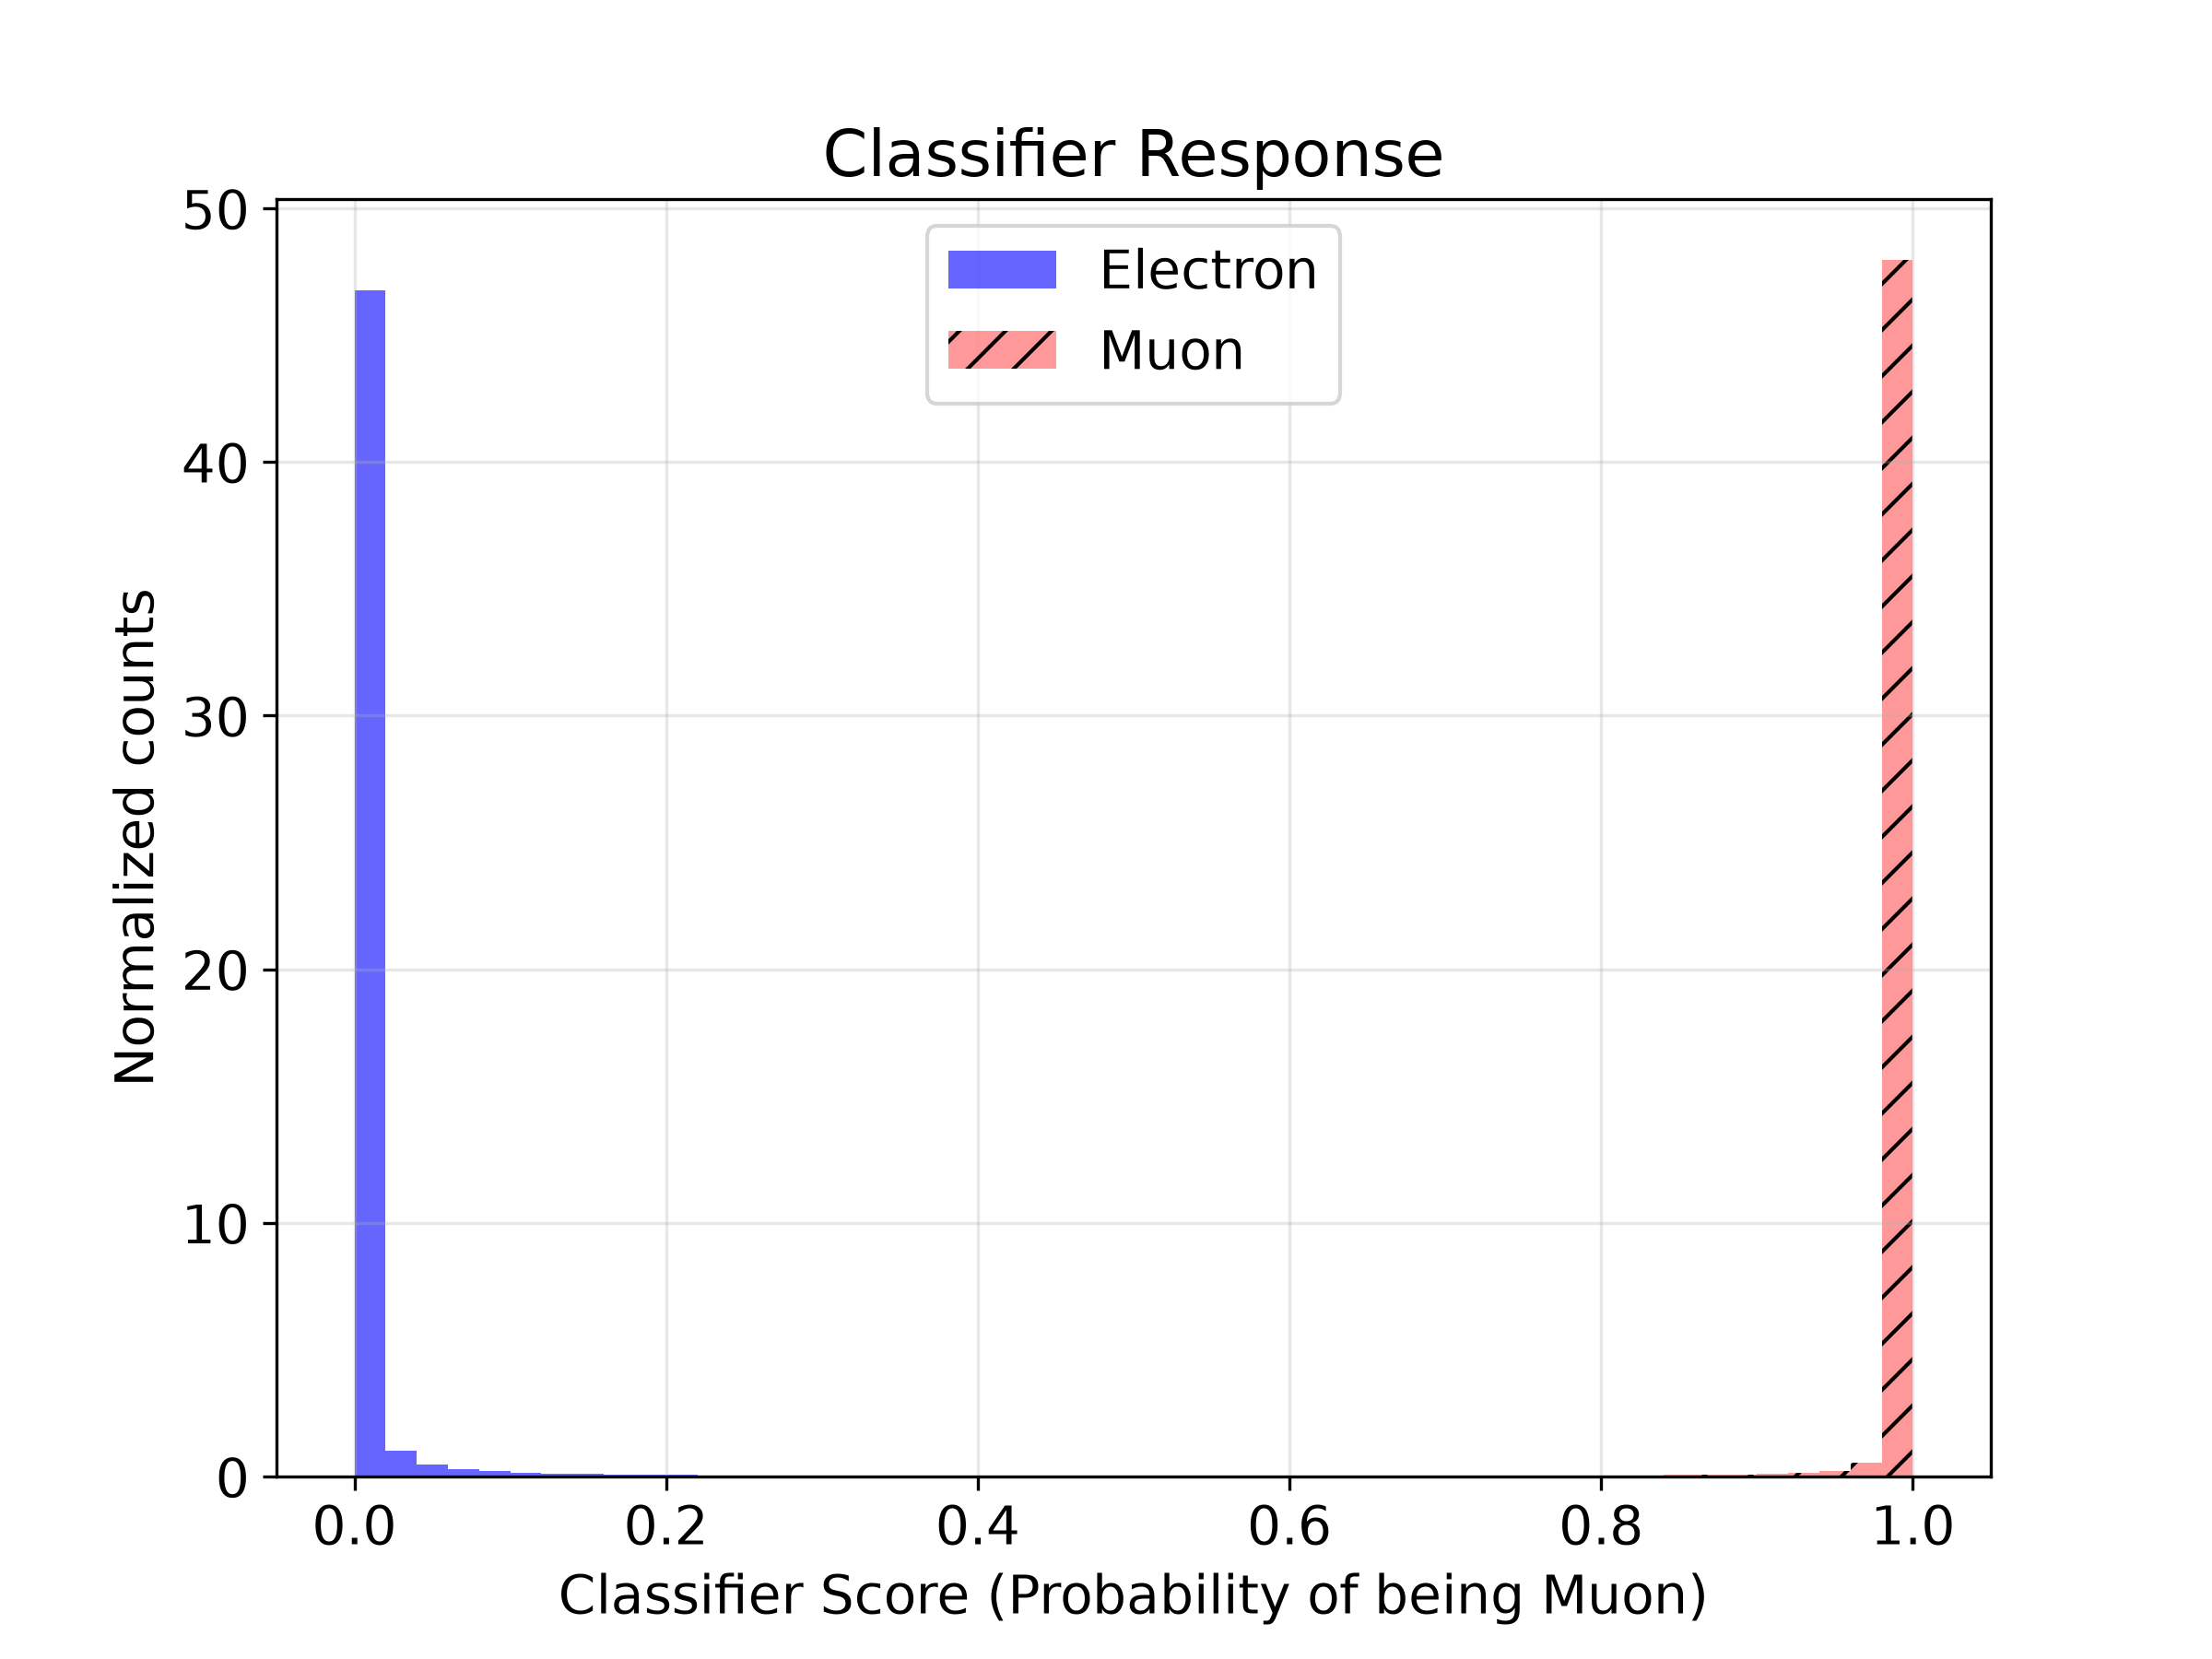 Classifier Response
Electron
Muon
Normalized counts
50
40
30
20
10
0
0.0 0.2 0.4 0.6 0.8 1.0
Classifier Score (Probability of being Muon)